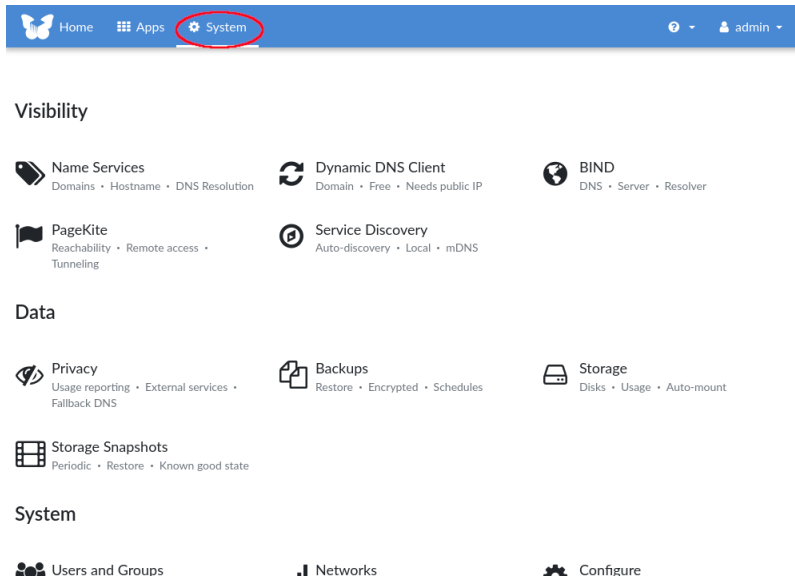 Home Apps System admin
Visibility
Name Services
Domains • Hostname • DNS Resolution
Dynamic DNS Client
Domain • Free • Needs public IP
BIND
DNS • Server • Resolver
PageKite
Reachability • Remote access •
Tunneling
Service Discovery
Auto-discovery • Local • mDNS
Data
Privacy
Usage reporting • External services •
Fallback DNS
Backups
Restore • Encrypted • Schedules
Storage
Disks • Usage • Auto-mount
Storage Snapshots
Periodic • Restore • Known good state
System
Users and Groups
Networks
Configure